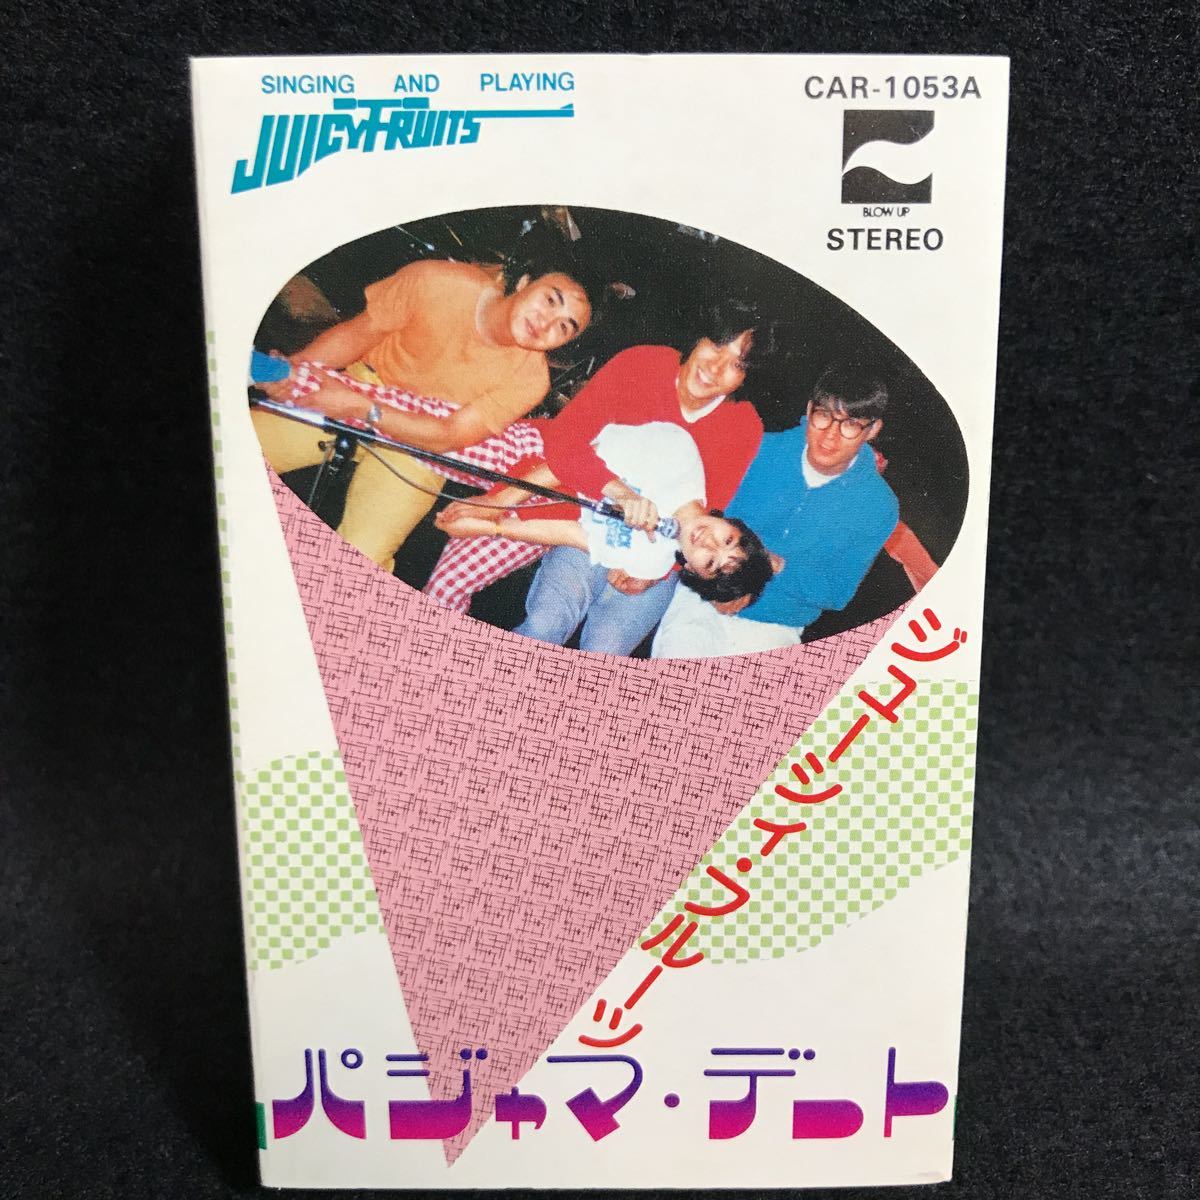 SINGING AND PLAYING
JUICY FRUITS
CAR-1053A
BLOW UP
STEREO
ジューシィ・フルーツ
パジャマ・デート